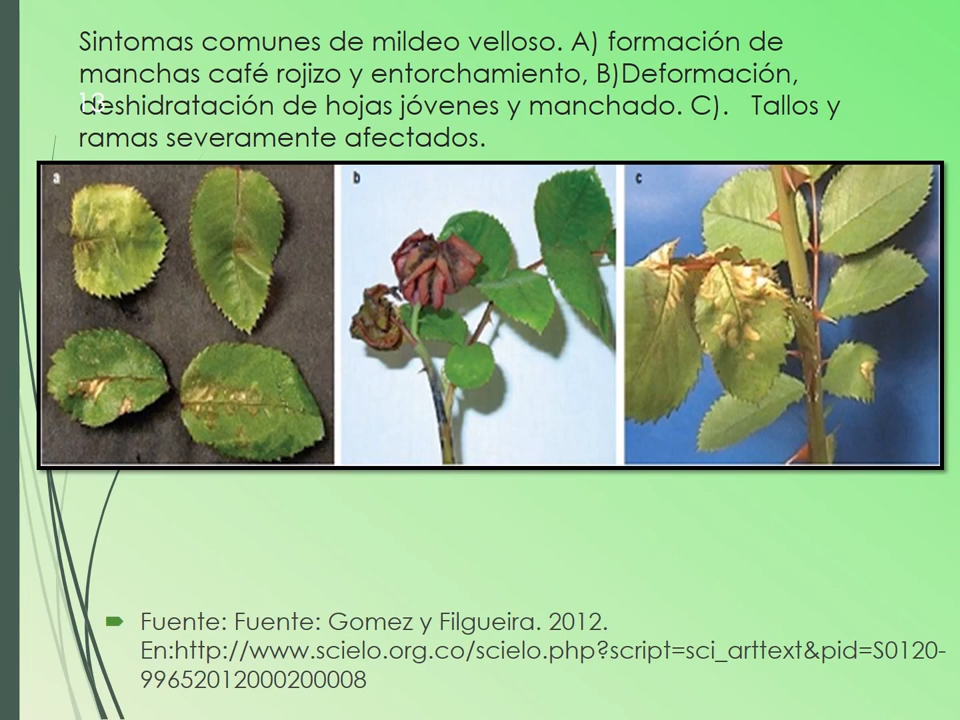 Sintomas comunes de mildeo velloso. A) formación de
manchas café rojizo y entorchamiento, B)Deformación,
deshidratación de hojas jóvenes y manchado. C).   Tallos y
ramas severamente afectados.
a
b
c
Fuente: Fuente: Gomez y Filgueira. 2012.
En:http://www.scielo.org.co/scielo.php?script=sci_arttext&pid=S0120-
99652012000200008